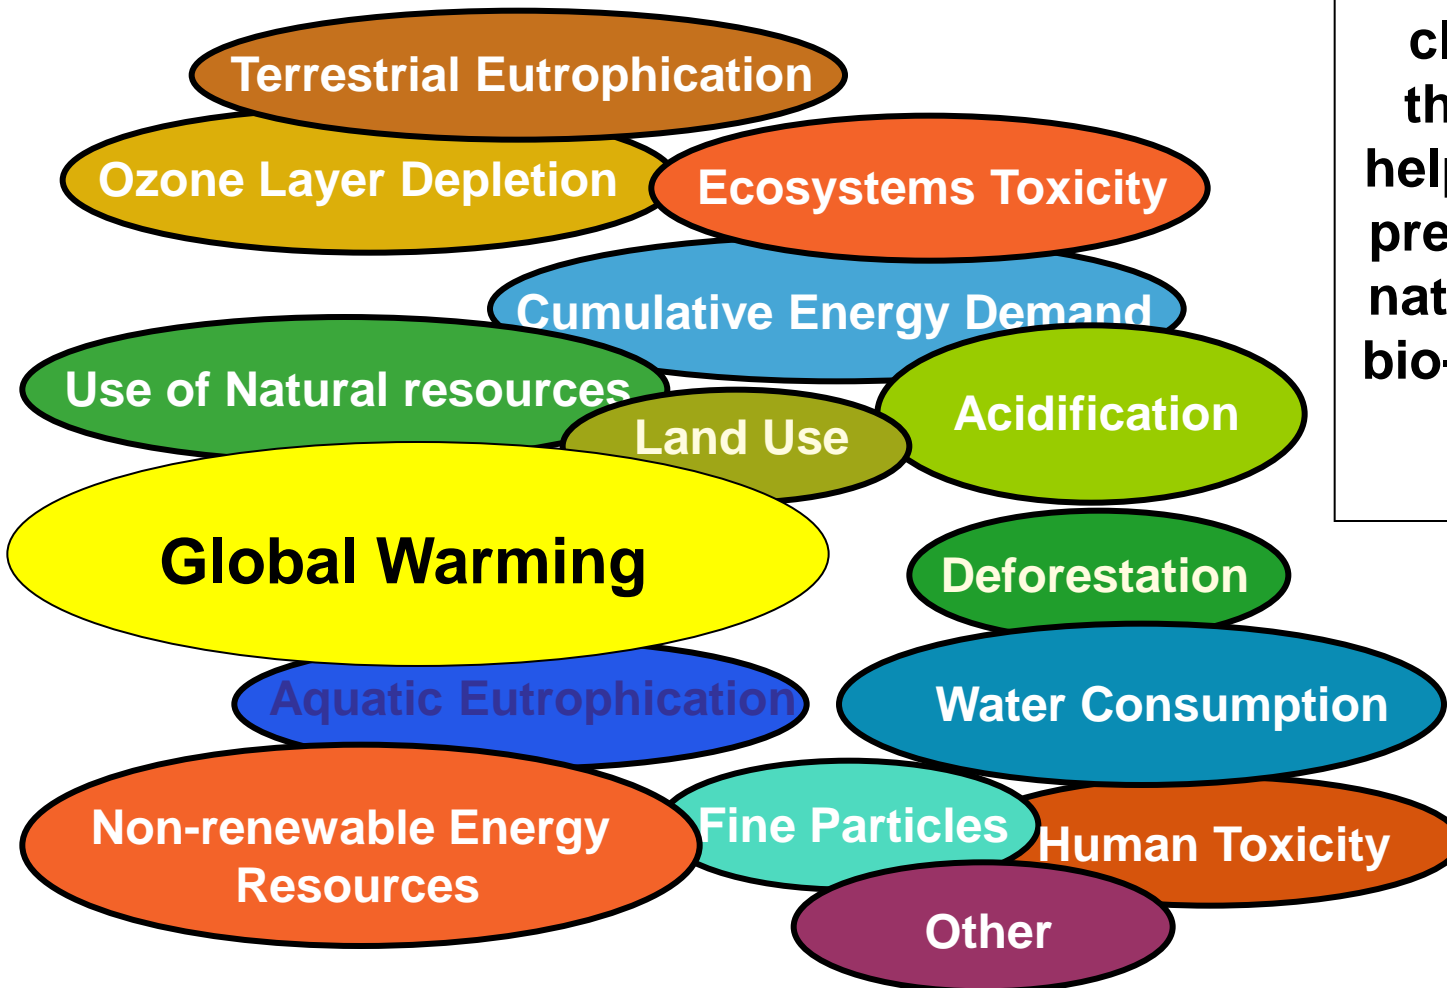 Terrestrial Eutrophication
Ozone Layer Depletion
Ecosystems Toxicity
Cumulative Energy Demand
Use of Natural resources
Land Use
Acidification
Global Warming
Deforestation
Aquatic Eutrophication
Water Consumption
Non-renewable Energy
Resources
Fine Particles
Human Toxicity
Other